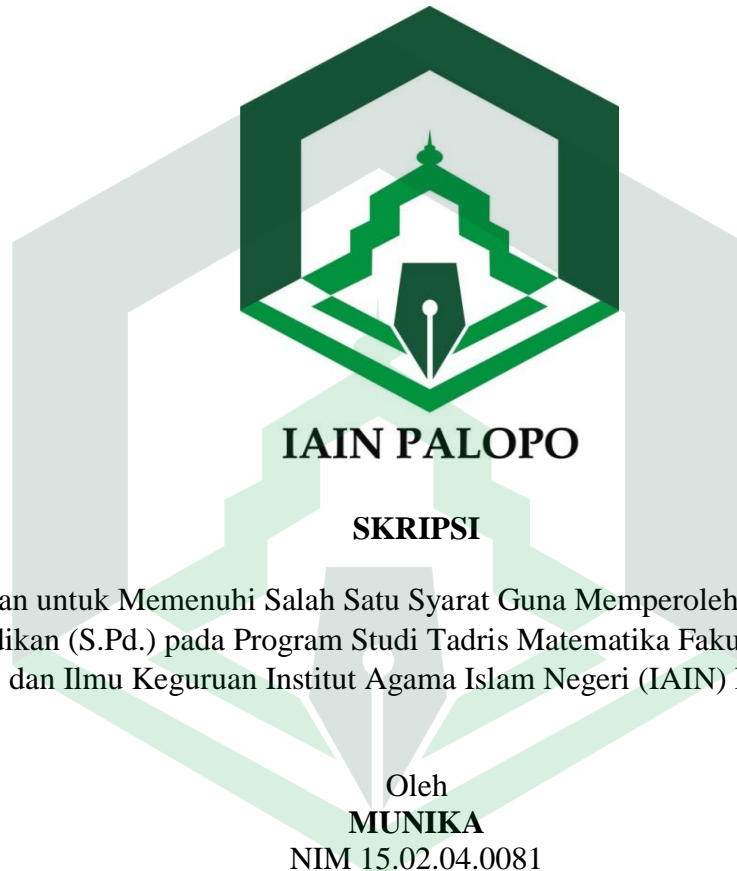 IAIN PALOPO
SKRIPSI
an untuk Memenuhi Salah Satu Syarat Guna Memperoleh
likan (S.Pd.) pada Program Studi Tadris Matematika Faku
dan Ilmu Keguruan Institut Agama Islam Negeri (IAIN)
Oleh
MUNIKA
NIM 15.02.04.0081